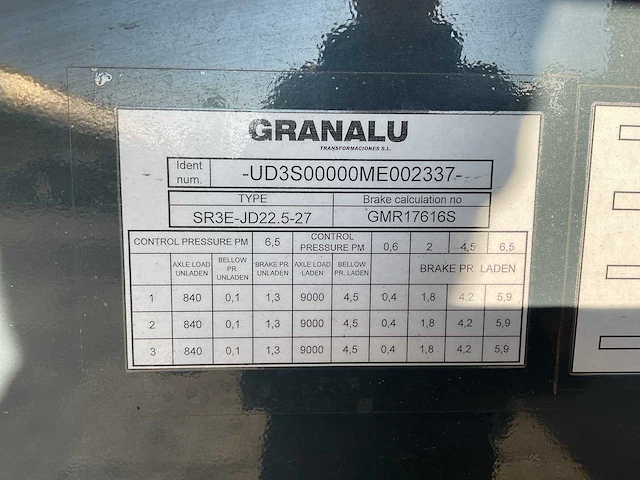 GRANALU
TRANSFORMACIONES S.L.
Ident num. -UD3S00000ME002337-
TYPE Brake calculation no
SR3E-JD22.5-27 GMR17616S
CONTROL PRESSURE PM 6,5 CONTROL PRESSURE PM 0,6 2 4,5 6,5
AXLE LOAD UNLADEN BELLOW PR. UNLADEN BRAKE PR. UNLADEN AXLE LOAD LADEN BELLOW PR. LADEN BRAKE PR. LADEN
1 840 0,1 1,3 9000 4,5 0,4 1,8 4,2 5,9
2 840 0,1 1,3 9000 4,5 0,4 1,8 4,2 5,9
3 840 0,1 1,3 9000 4,5 0,4 1,8 4,2 5,9